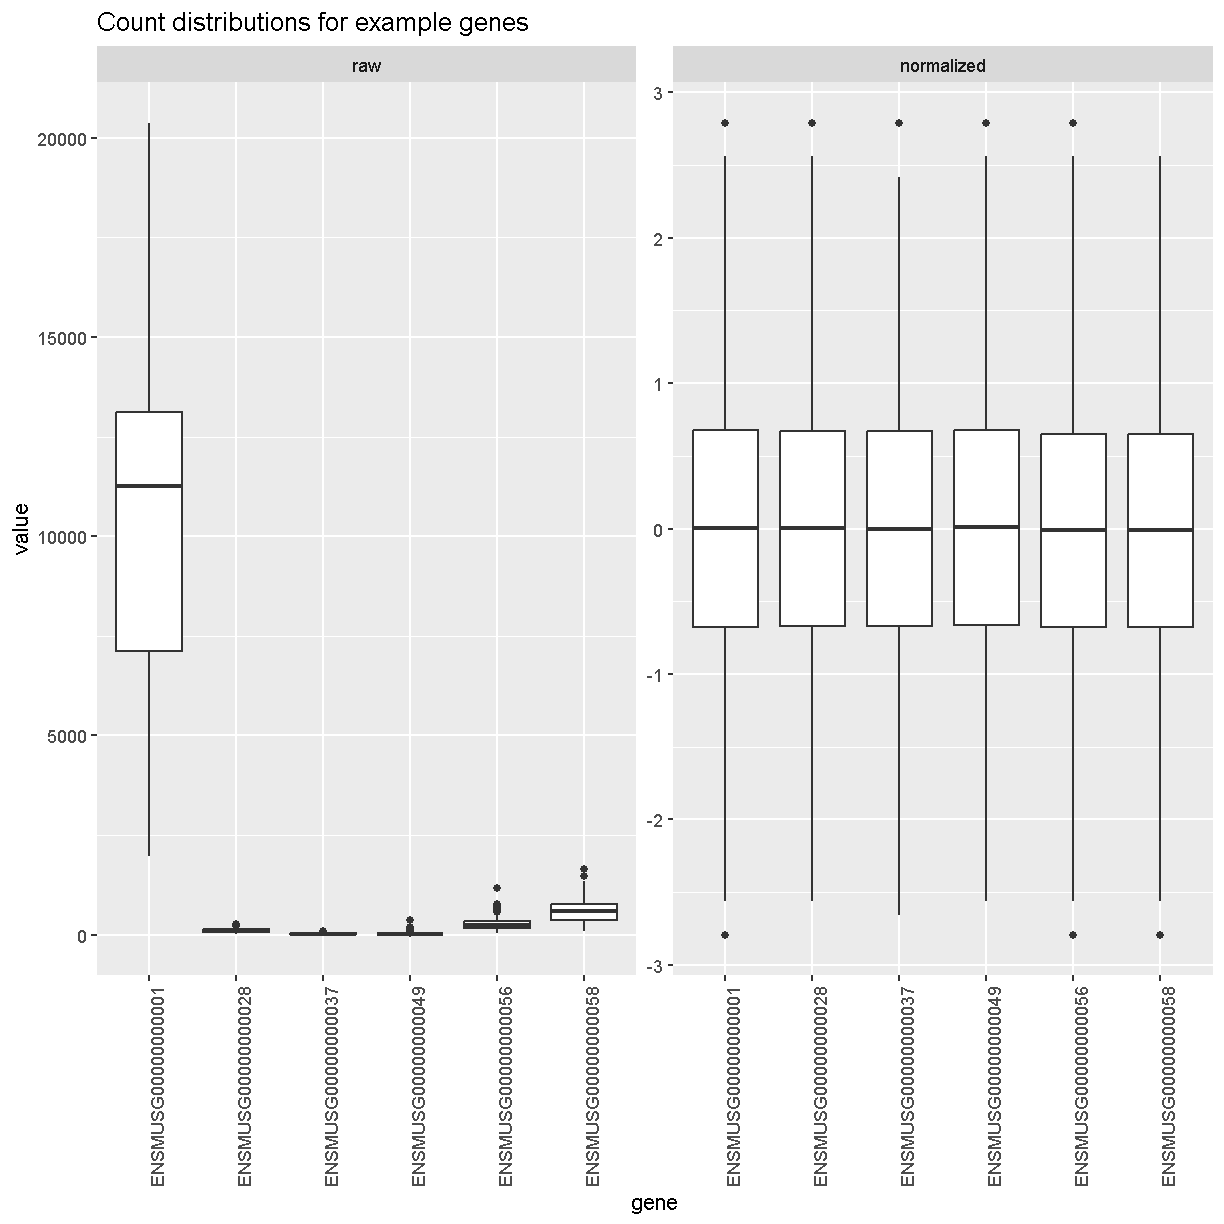 Count distributions for example genes
raw
normalized
value
20000
15000
10000
5000
0
3
2
1
0
-1
-2
-3
ENSMUSG00000000001
ENSMUSG00000000028
ENSMUSG00000000037
ENSMUSG00000000049
ENSMUSG00000000056
ENSMUSG00000000058
ENSMUSG00000000001
ENSMUSG00000000028
ENSMUSG00000000037
ENSMUSG00000000049
ENSMUSG00000000056
ENSMUSG00000000058
gene